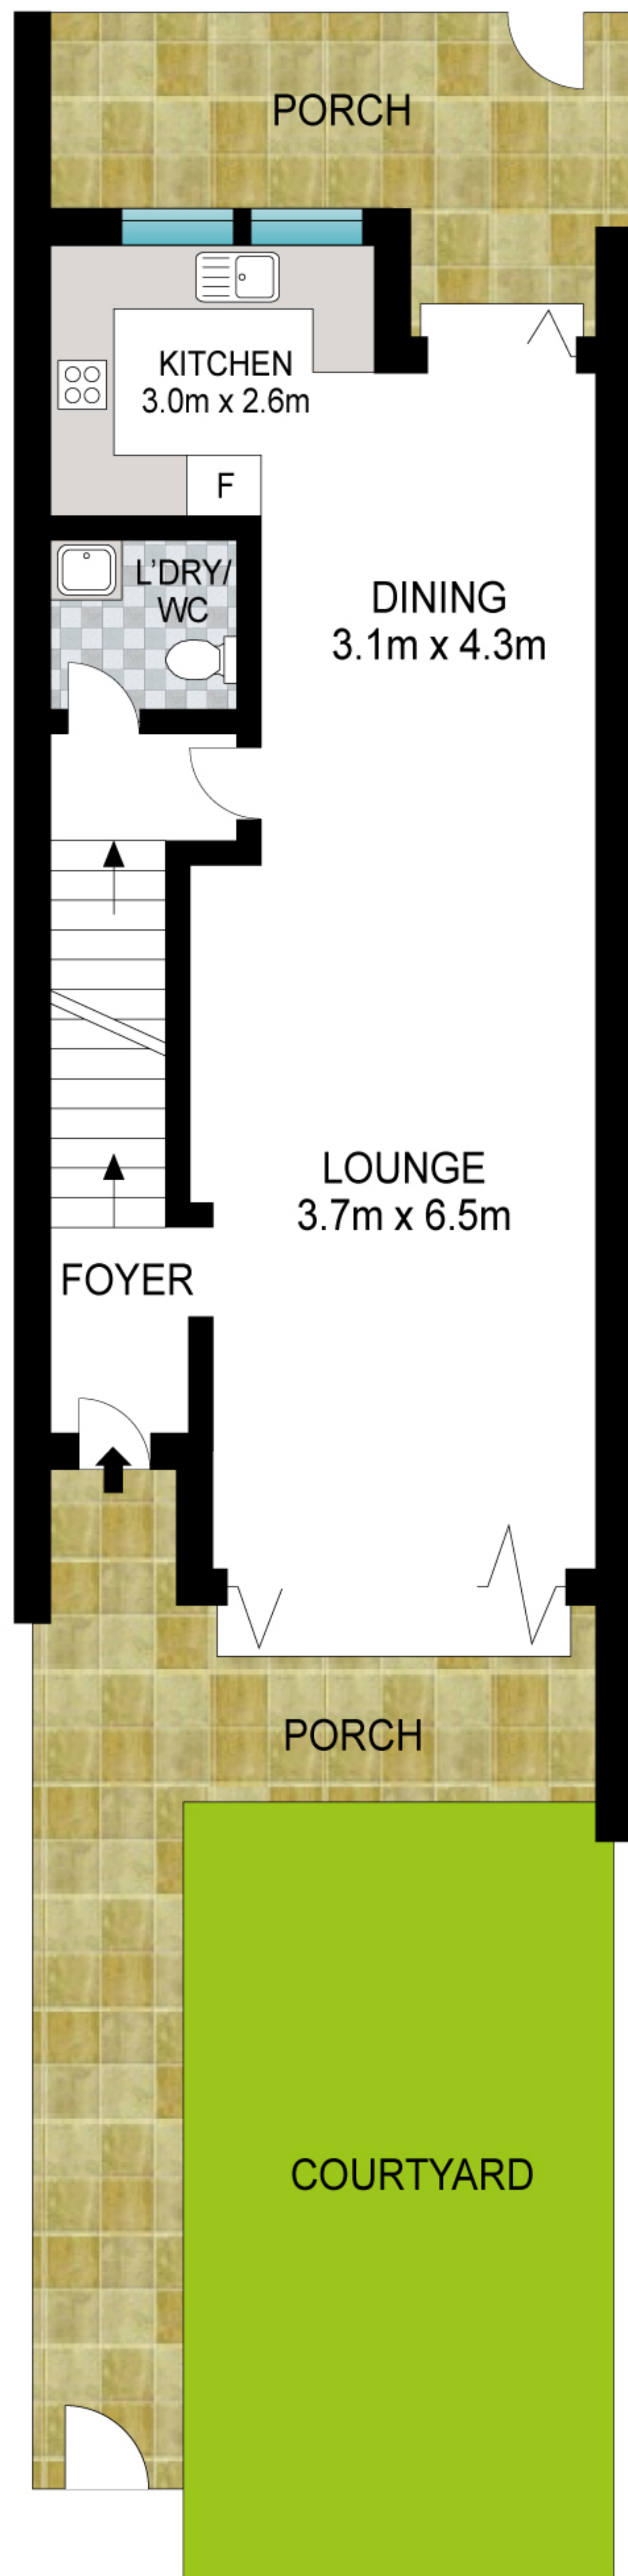 PORCH
KITCHEN
3.0m x 2.6m
F
L'DRY/
WC
DINING
3.1m x 4.3m
LOUNGE
3.7m x 6.5m
FOYER
PORCH
COURTYARD